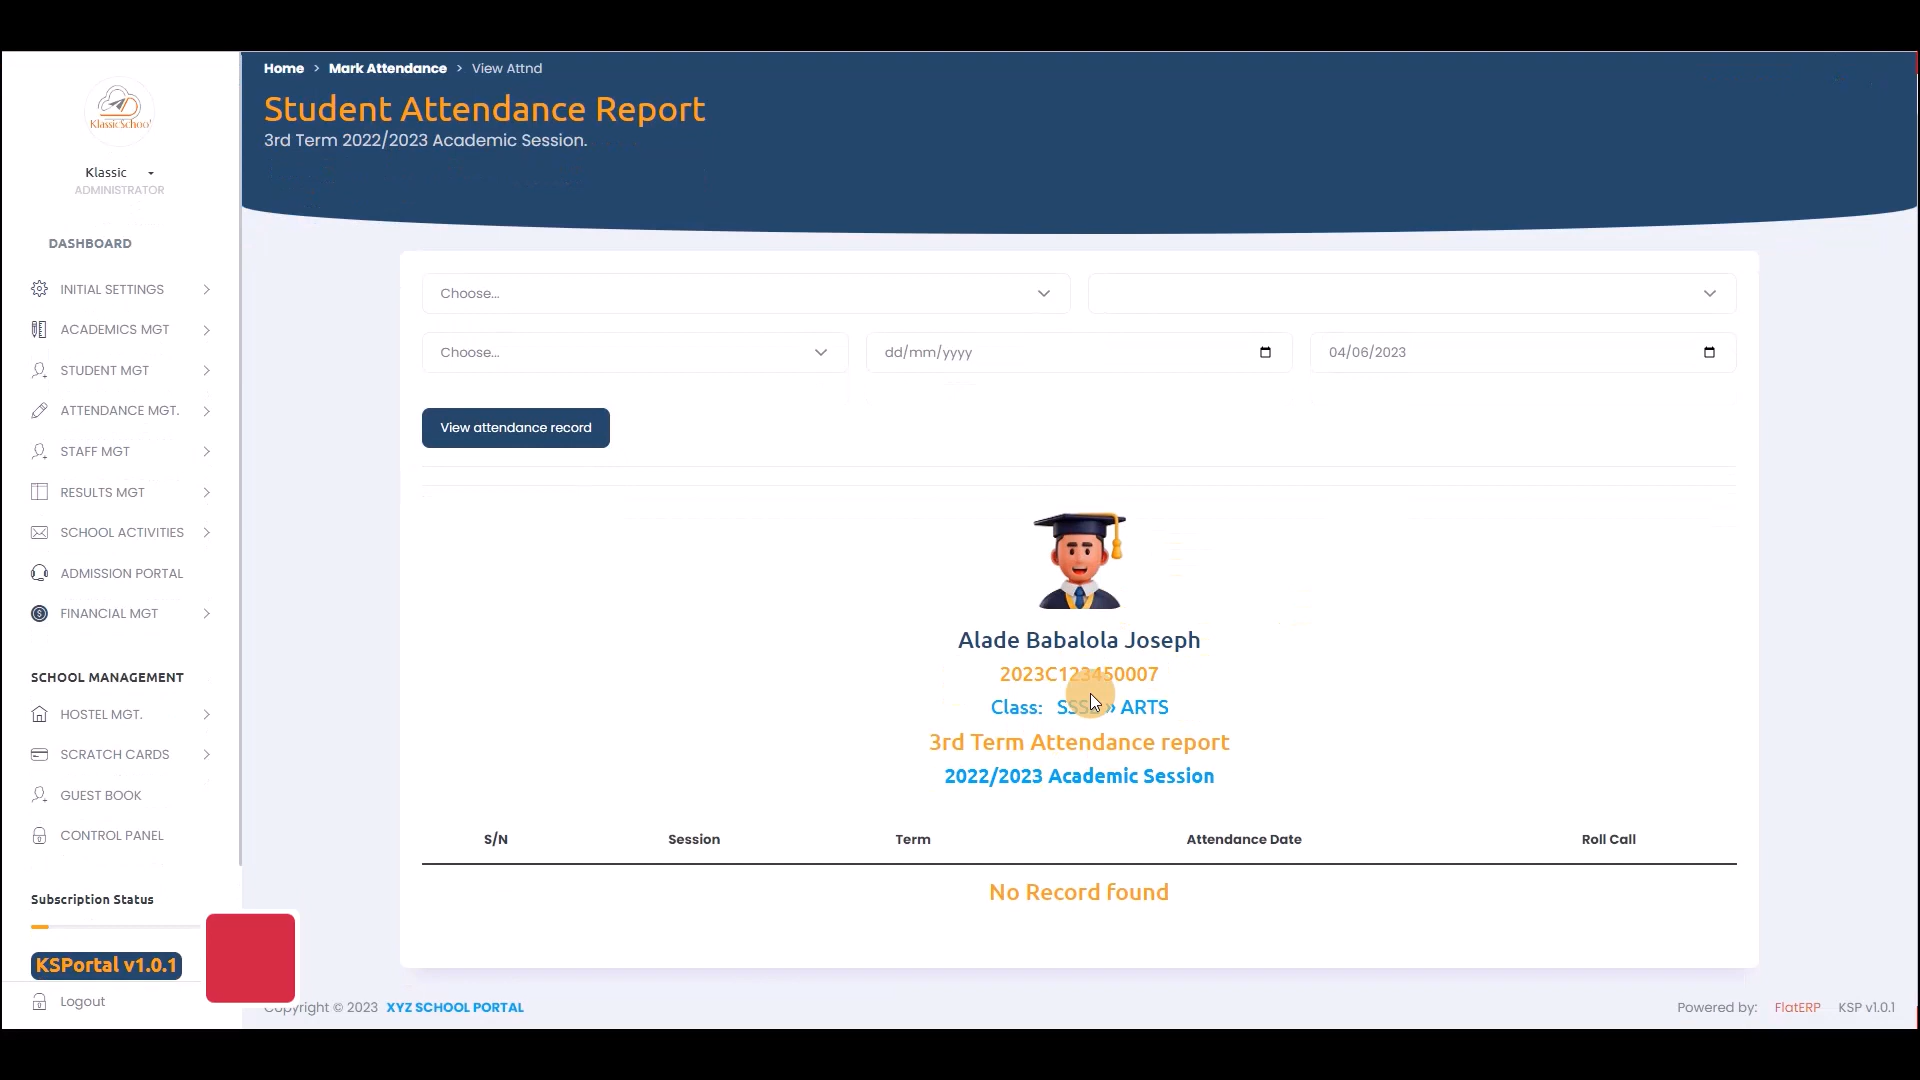 Home > Mark Attendance > View Attnd
Student Attendance Report
3rd Term 2022/2023 Academic Session.
KlassicSchool
Klassic
ADMINISTRATOR
DASHBOARD
INITIAL SETTINGS
ACADEMICS MGT
STUDENT MGT
ATTENDANCE MGT.
STAFF MGT
RESULTS MGT
SCHOOL ACTIVITIES
ADMISSION PORTAL
FINANCIAL MGT
SCHOOL MANAGEMENT
HOSTEL MGT.
SCRATCH CARDS
GUEST BOOK
CONTROL PANEL
Subscription Status
KSPortal v1.0.1
Logout
Choose...
Choose...
dd/mm/yyyy
04/06/2023
View attendance record
Alade Babalola Joseph
2023C123450007
Class: » ARTS
3rd Term Attendance report
2022/2023 Academic Session
S/N Session Term Attendance Date Roll Call
No Record found
Copyright © 2023 XYZ SCHOOL PORTAL
Powered by: FlatERP KSP v1.0.1